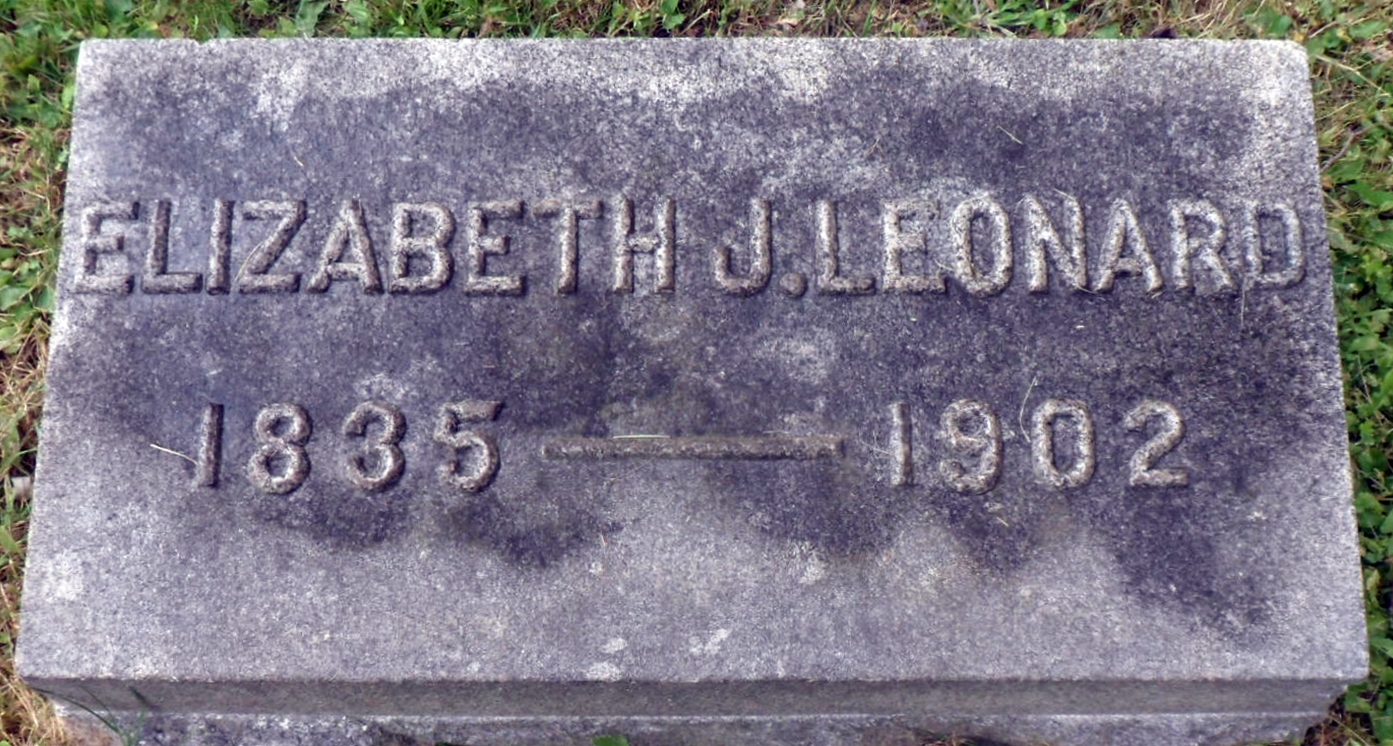 ELIZABETH J. LEONARD
1835 — 1902